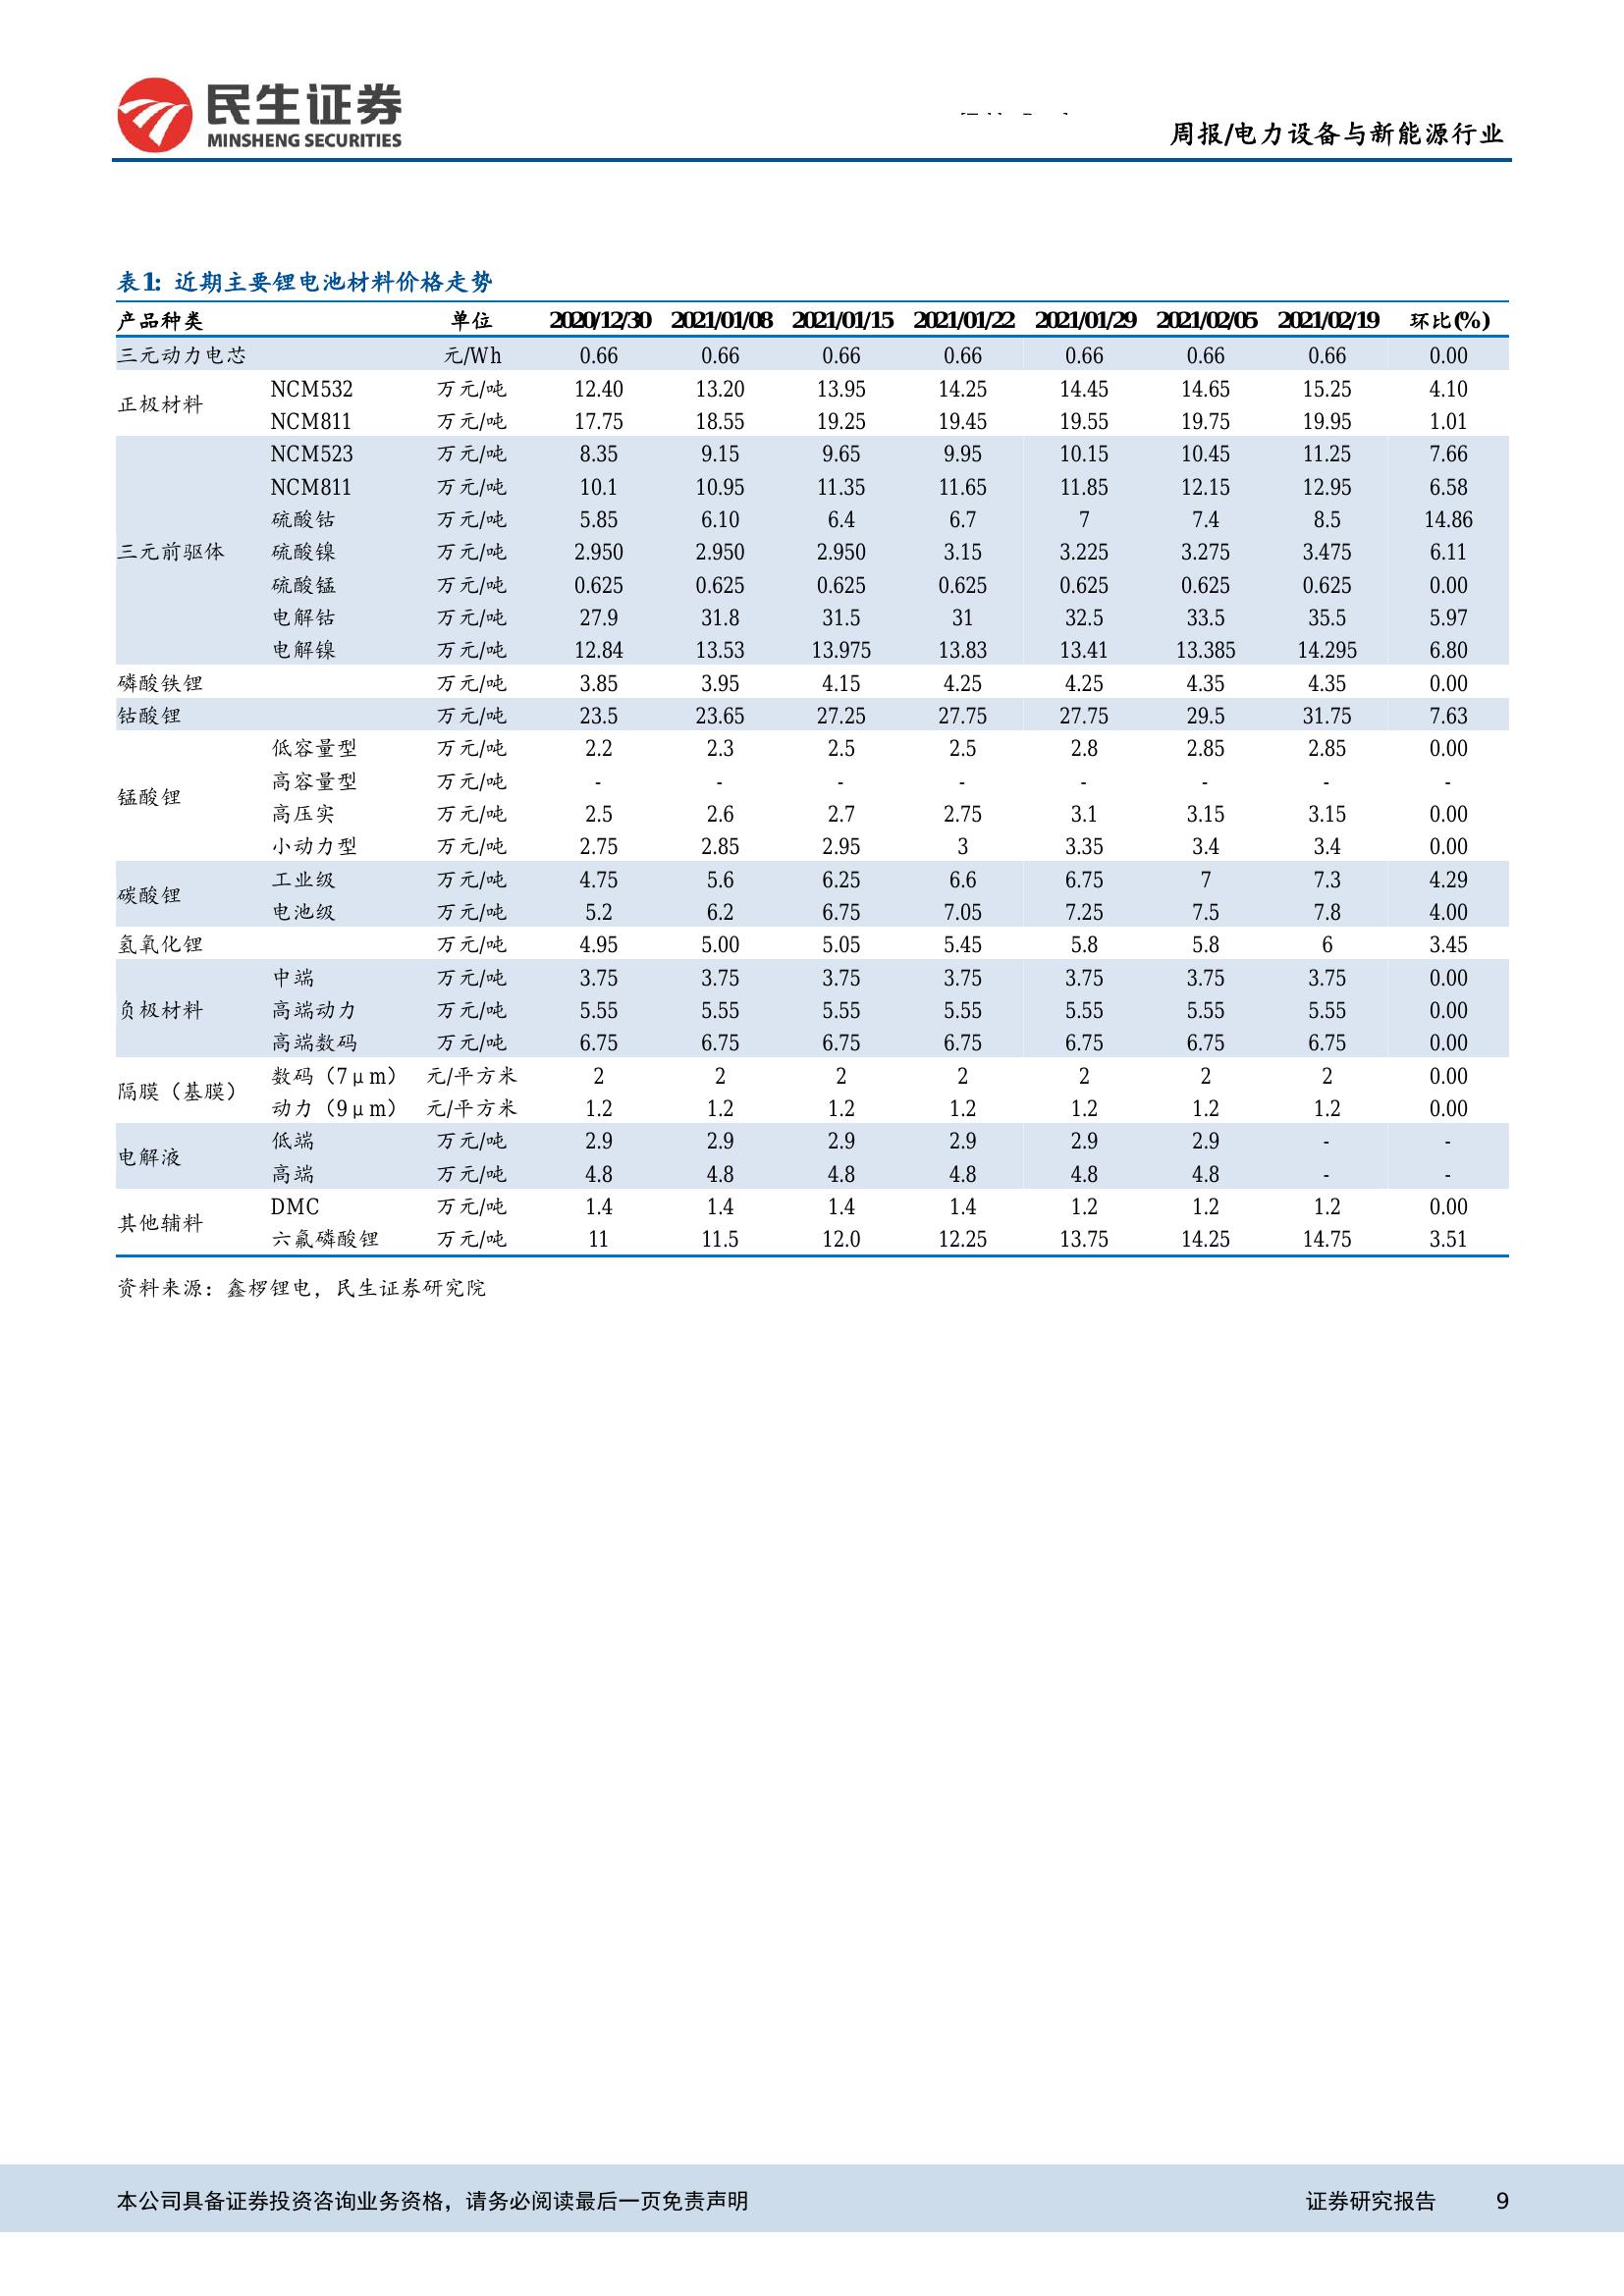 民生证券
MINSHENG SECURITIES
周报/电力设备与新能源行业
表1: 近期主要锂电池材料价格走势
产品种类 单位 2020/12/30 2021/01/08 2021/01/15 2021/01/22 2021/01/29 2021/02/05 2021/02/19 环比(%)
三元动力电芯 元/Wh 0.66 0.66 0.66 0.66 0.66 0.66 0.66 0.00
正极材料 NCM532 万元/吨 12.40 13.20 13.95 14.25 14.45 14.65 15.25 4.10
NCM811 万元/吨 17.75 18.55 19.25 19.45 19.55 19.75 19.95 1.01
三元前驱体 NCM523 万元/吨 8.35 9.15 9.65 9.95 10.15 10.45 11.25 7.66
NCM811 万元/吨 10.1 10.95 11.35 11.65 11.85 12.15 12.95 6.58
硫酸钴 万元/吨 5.85 6.10 6.4 6.7 7 7.4 8.5 14.86
硫酸镍 万元/吨 2.950 2.950 2.950 3.15 3.225 3.275 3.475 6.11
硫酸锰 万元/吨 0.625 0.625 0.625 0.625 0.625 0.625 0.625 0.00
电解钴 万元/吨 27.9 31.8 31.5 31 32.5 33.5 35.5 5.97
电解镍 万元/吨 12.84 13.53 13.975 13.83 13.41 13.385 14.295 6.80
磷酸铁锂 万元/吨 3.85 3.95 4.15 4.25 4.25 4.35 4.35 0.00
钴酸锂 万元/吨 23.5 23.65 27.25 27.75 27.75 29.5 31.75 7.63
锰酸锂 低容量型 万元/吨 2.2 2.3 2.5 2.5 2.8 2.85 2.85 0.00
高容量型 万元/吨 - - - - - - - -
高压实 万元/吨 2.5 2.6 2.7 2.75 3.1 3.15 3.15 0.00
小动力型 万元/吨 2.75 2.85 2.95 3 3.35 3.4 3.4 0.00
碳酸锂 工业级 万元/吨 4.75 5.6 6.25 6.6 6.75 7 7.3 4.29
电池级 万元/吨 5.2 6.2 6.75 7.05 7.25 7.5 7.8 4.00
氢氧化锂 万元/吨 4.95 5.00 5.05 5.45 5.8 5.8 6 3.45
负极材料 中端 万元/吨 3.75 3.75 3.75 3.75 3.75 3.75 3.75 0.00
高端动力 万元/吨 5.55 5.55 5.55 5.55 5.55 5.55 5.55 0.00
高端数码 万元/吨 6.75 6.75 6.75 6.75 6.75 6.75 6.75 0.00
隔膜（基膜） 数码（7μm） 元/平方米 2 2 2 2 2 2 2 0.00
动力（9μm） 元/平方米 1.2 1.2 1.2 1.2 1.2 1.2 1.2 0.00
电解液 低端 万元/吨 2.9 2.9 2.9 2.9 2.9 2.9 - -
高端 万元/吨 4.8 4.8 4.8 4.8 4.8 4.8 - -
其他辅料 DMC 万元/吨 1.4 1.4 1.4 1.4 1.2 1.2 1.2 0.00
六氟磷酸锂 万元/吨 11 11.5 12.0 12.25 13.75 14.25 14.75 3.51
资料来源：鑫椤锂电，民生证券研究院
本公司具备证券投资咨询业务资格，请务必阅读最后一页免责声明 证券研究报告 9